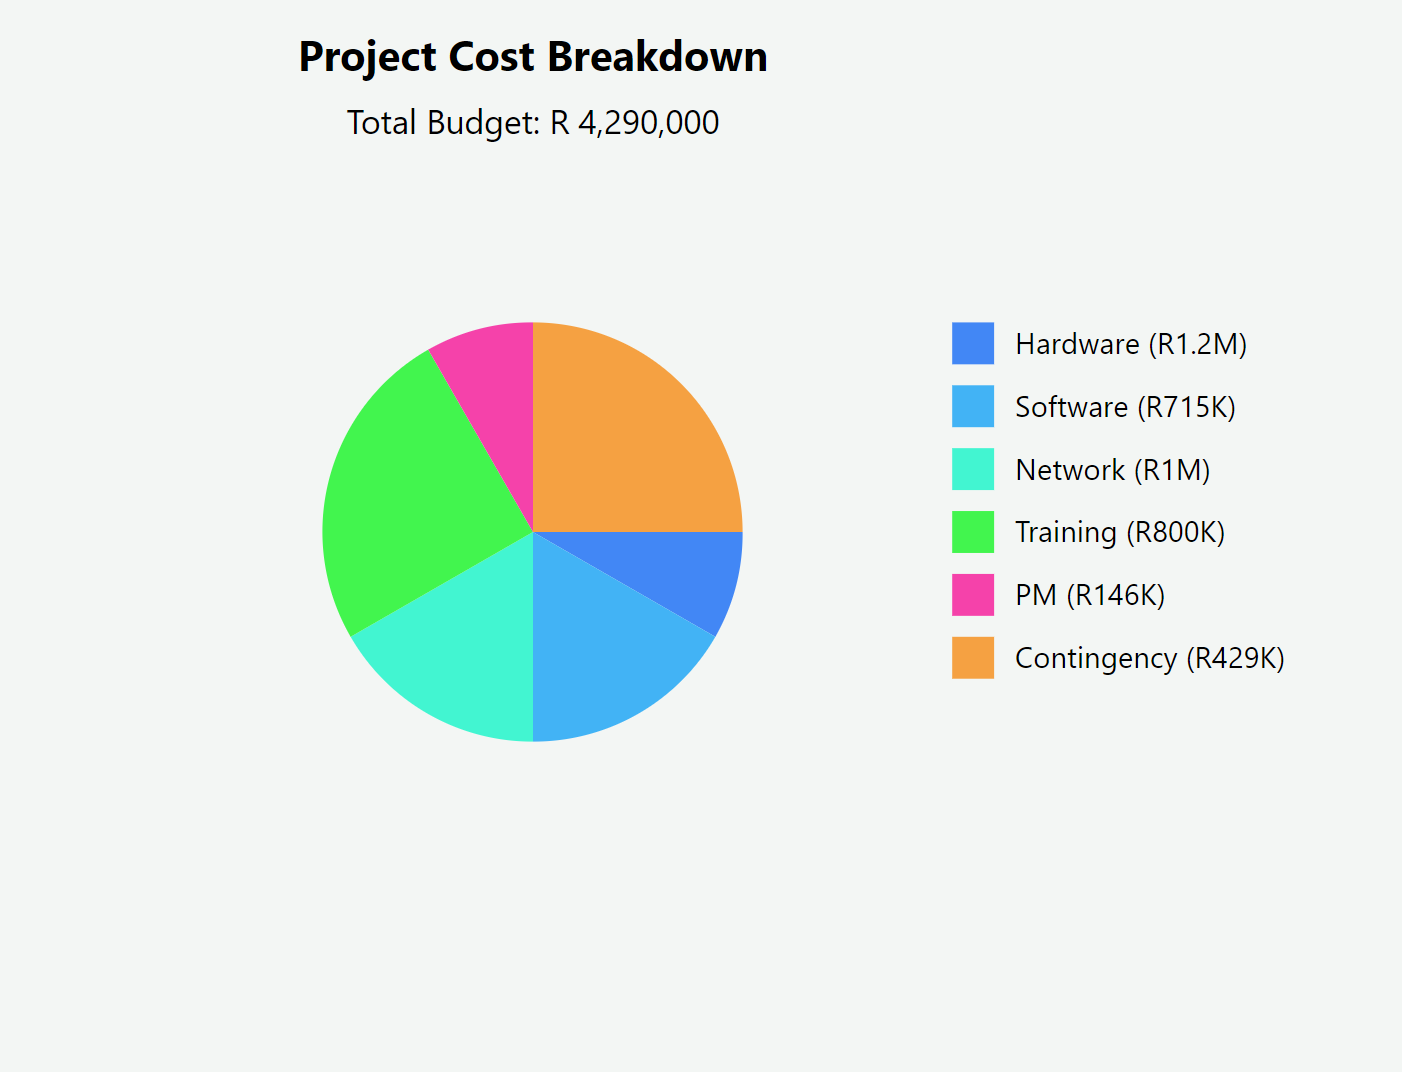 Project Cost Breakdown
Total Budget: R 4,290,000
Hardware (R1.2M)
Software (R715K)
Network (R1M)
Training (R800K)
PM (R146K)
Contingency (R429K)